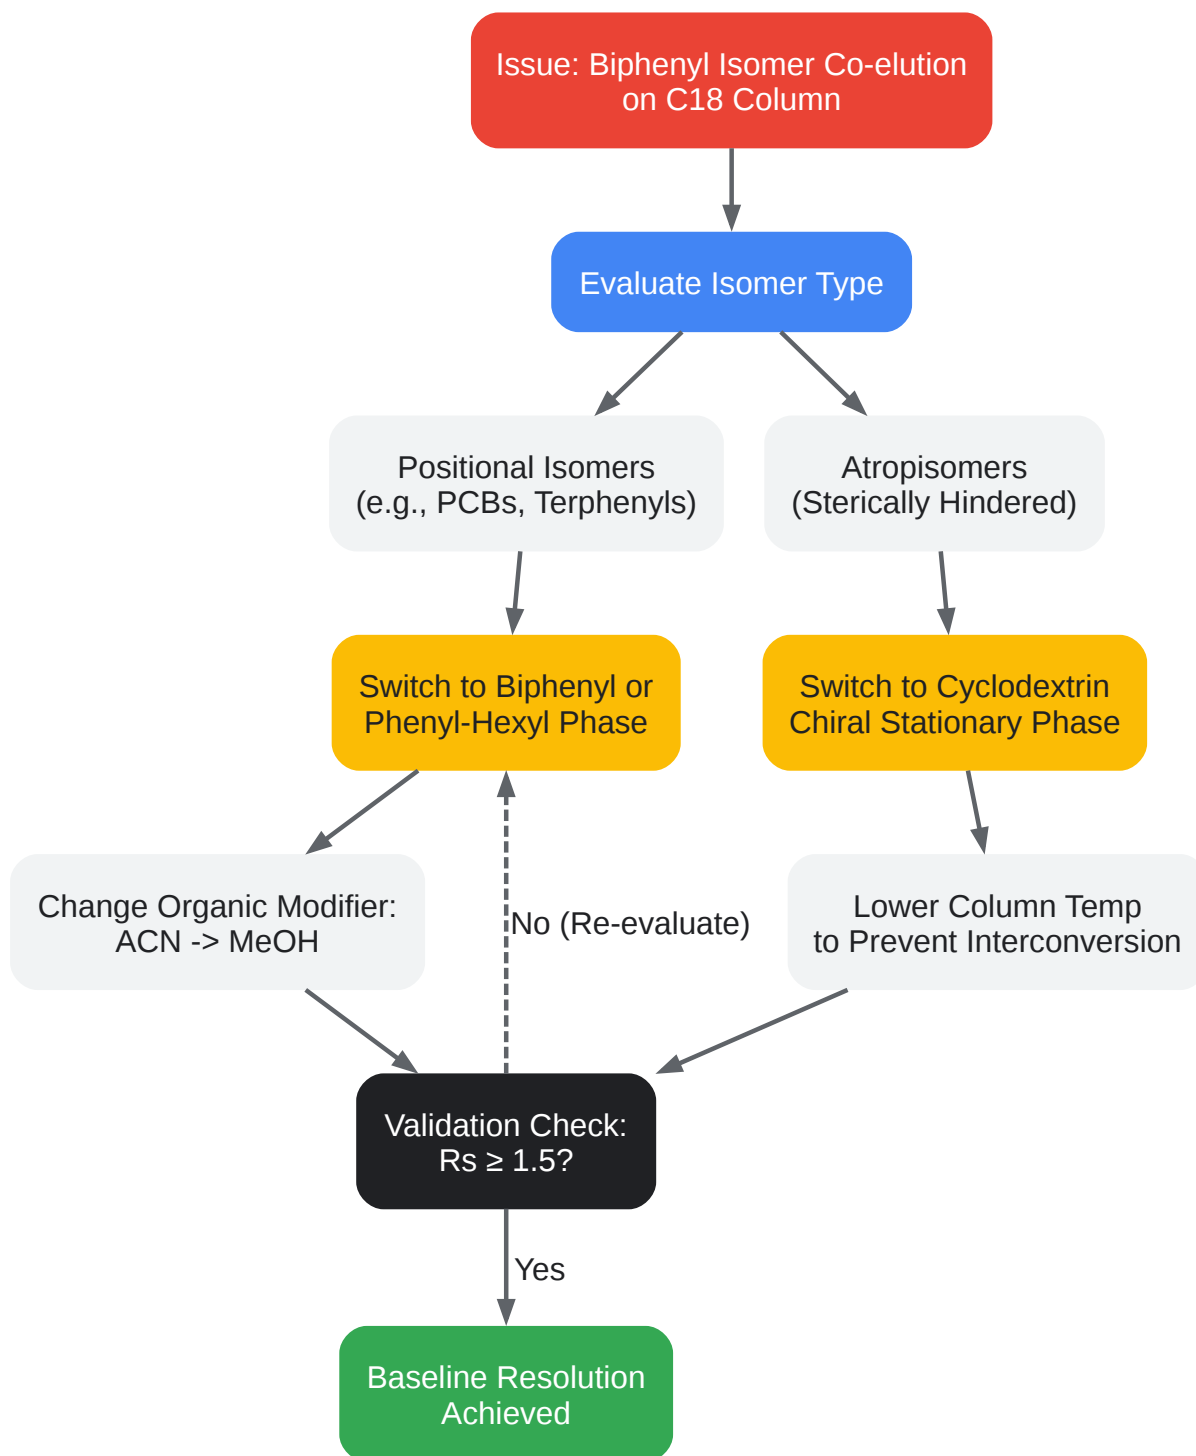 Issue: Biphenyl Isomer Co-elution
on C18 Column
Evaluate Isomer Type
Positional Isomers
(e.g., PCBs, Terphenyls)
Atropisomers
(Sterically Hindered)
Switch to Biphenyl or
Phenyl-Hexyl Phase
Switch to Cyclodextrin
Chiral Stationary Phase
Change Organic Modifier:
ACN -> MeOH
No (Re-evaluate)
Lower Column Temp
to Prevent Interconversion
Validation Check:
Rs ≥ 1.5?
Yes
Baseline Resolution
Achieved